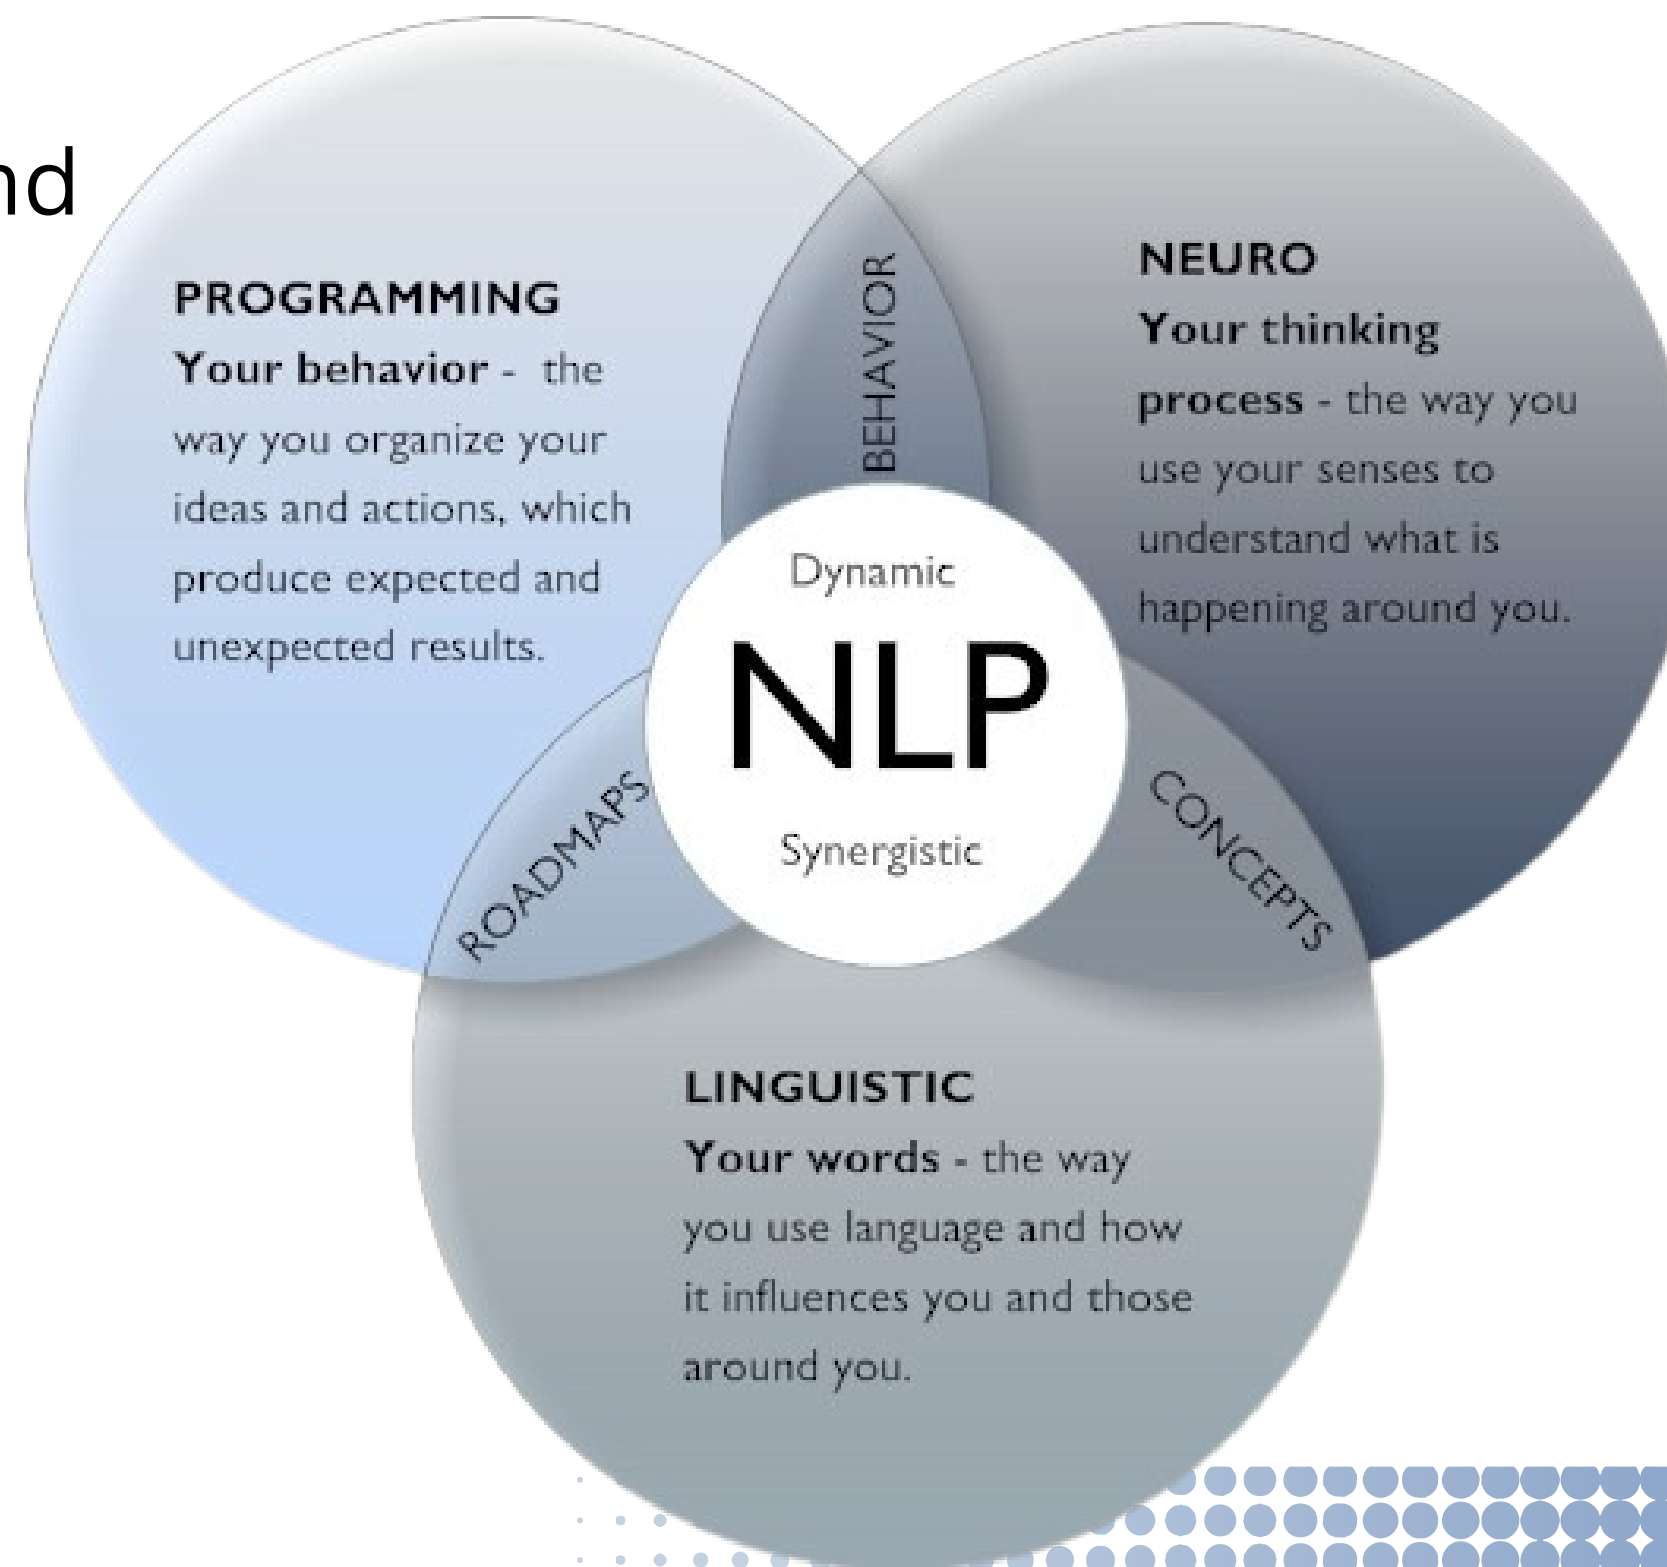 nd
PROGRAMMING
Your behavior - the
way you organize your
ideas and actions, which
produce expected and
unexpected results.
BEHAVIOR
NEURO
Your thinking
process - the way you
use your senses to
understand what is
happening around you.
Dynamic
NLP
Synergistic
ROADMAPS
CONCEPTS
LINGUISTIC
Your words - the way
you use language and how
it influences you and those
around you.